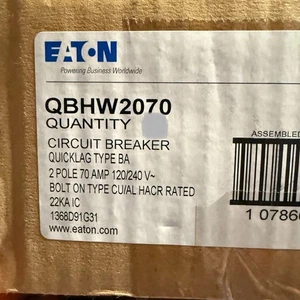 EATON
Powering Business Worldwide
QBHW2070
QUANTITY
CIRCUIT BREAKER
QUICKLAG TYPE BA
2 POLE 70 AMP 120/240 V~
BOLT ON TYPE CU/AL HACR RATED
22KA IC
1368D91G31
www.eaton.com
ASSEMBLED
1 0786